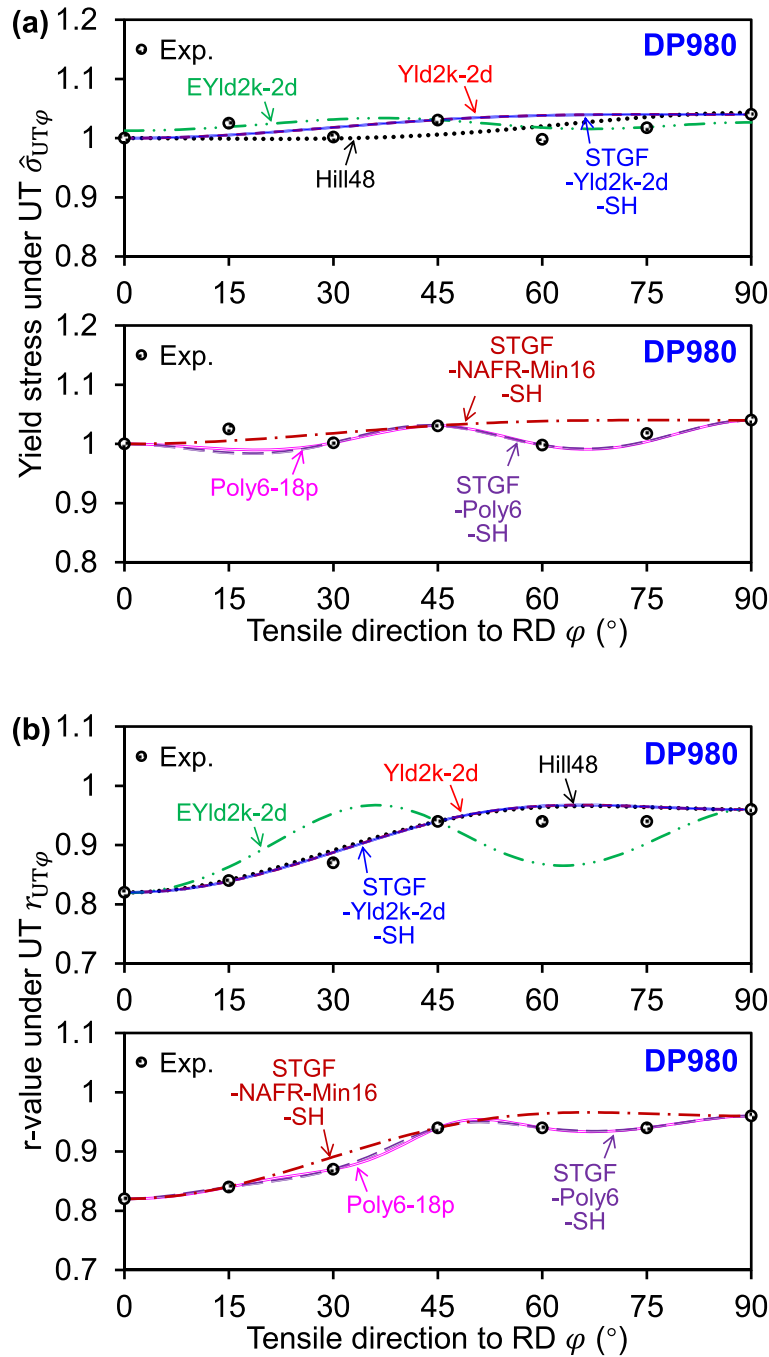 (a)
Exp.
DP980
EYld2k-2d
Yld2k-2d
Hill48
STGF
-Yld2k-2d
-SH
1.2
1.1
1
0.9
0.8
0 15 30 45 60 75 90
Yield stress under UT σ̂UTφ
Exp.
DP980
STGF
-NAFR-Min16
-SH
Poly6-18p
STGF
-Poly6
-SH
1.2
1.1
1
0.9
0.8
0 15 30 45 60 75 90
Tensile direction to RD φ (°)
(b)
Exp.
DP980
EYld2k-2d
Yld2k-2d
Hill48
STGF
-Yld2k-2d
-SH
1.1
1
0.9
0.8
0.7
0 15 30 45 60 75 90
r-value under UT rUTφ
Exp.
DP980
STGF
-NAFR-Min16
-SH
Poly6-18p
STGF
-Poly6
-SH
1.1
1
0.9
0.8
0.7
0 15 30 45 60 75 90
Tensile direction to RD φ (°)